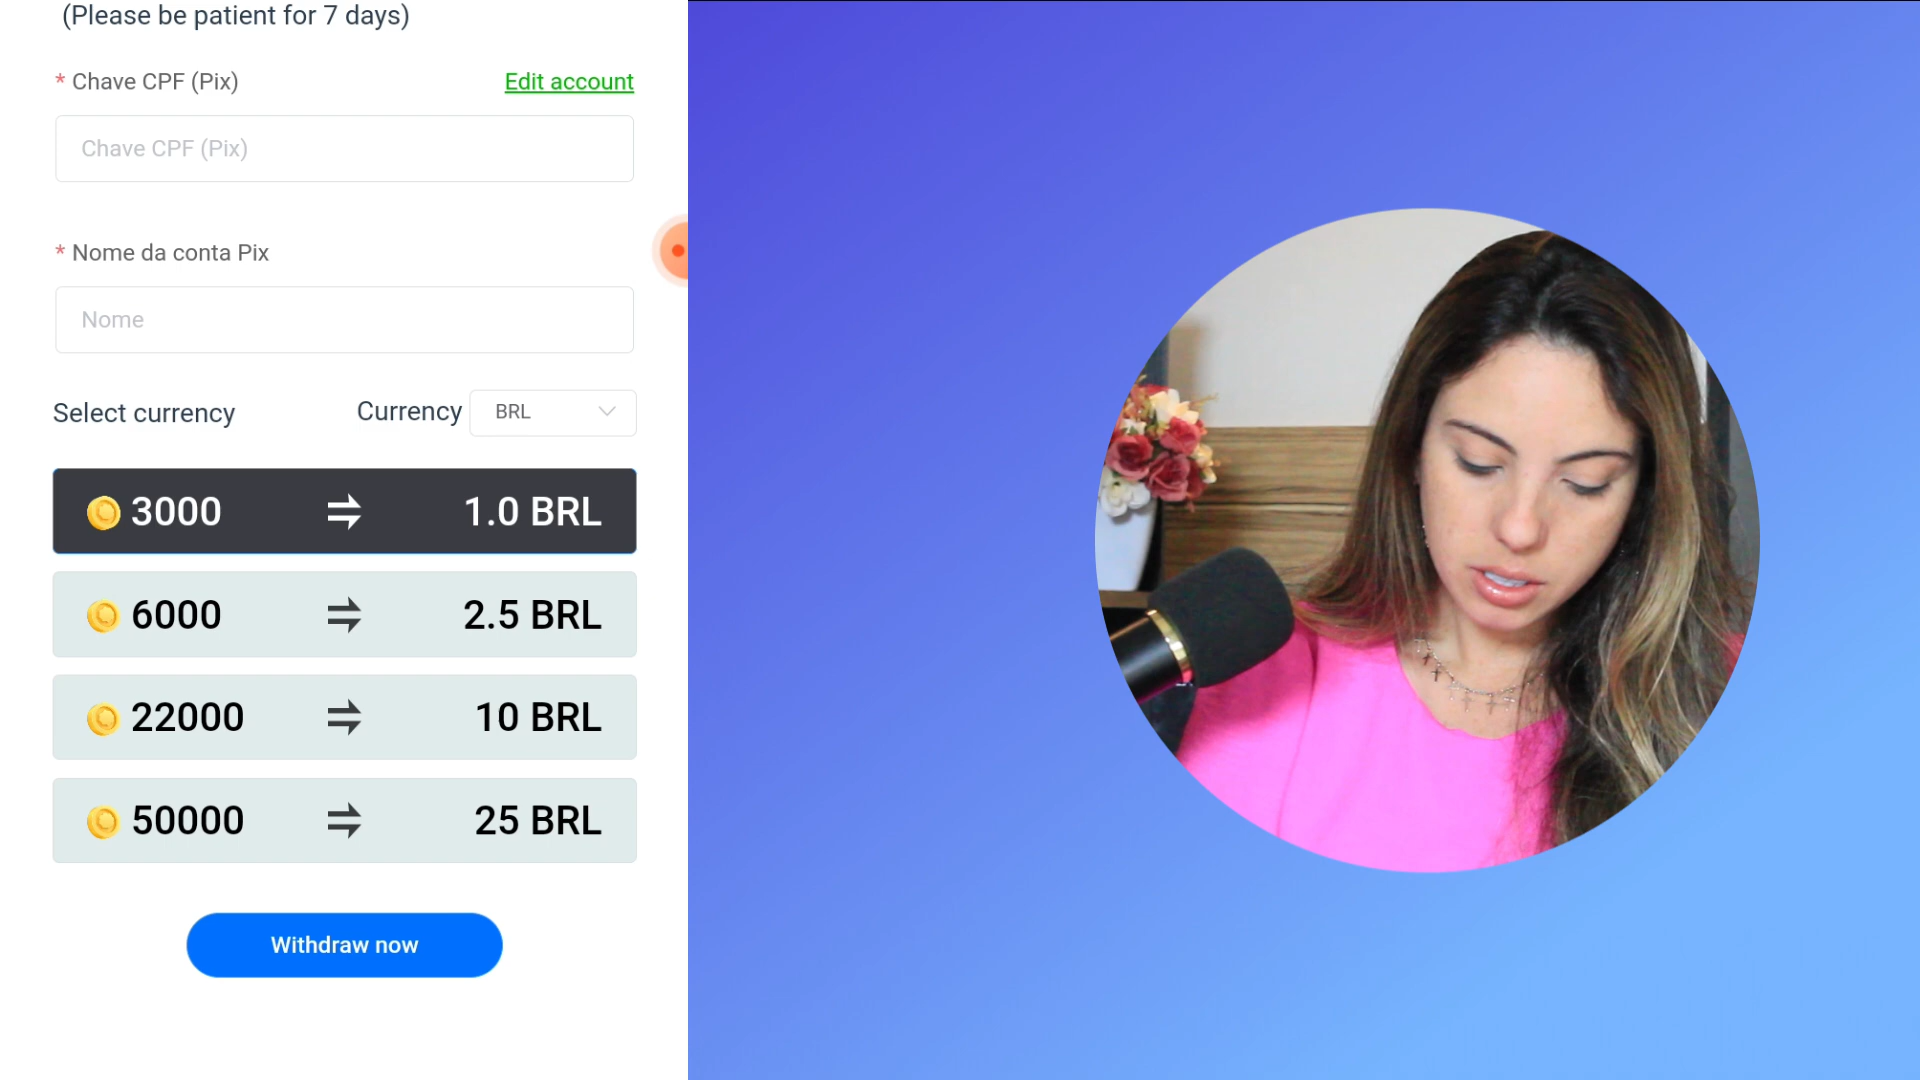 (Please be patient for 7 days)
* Chave CPF (Pix) Edit account
Chave CPF (Pix)
* Nome da conta Pix
Nome
Select currency Currency BRL
3000 1.0 BRL
6000 2.5 BRL
22000 10 BRL
50000 25 BRL
Withdraw now